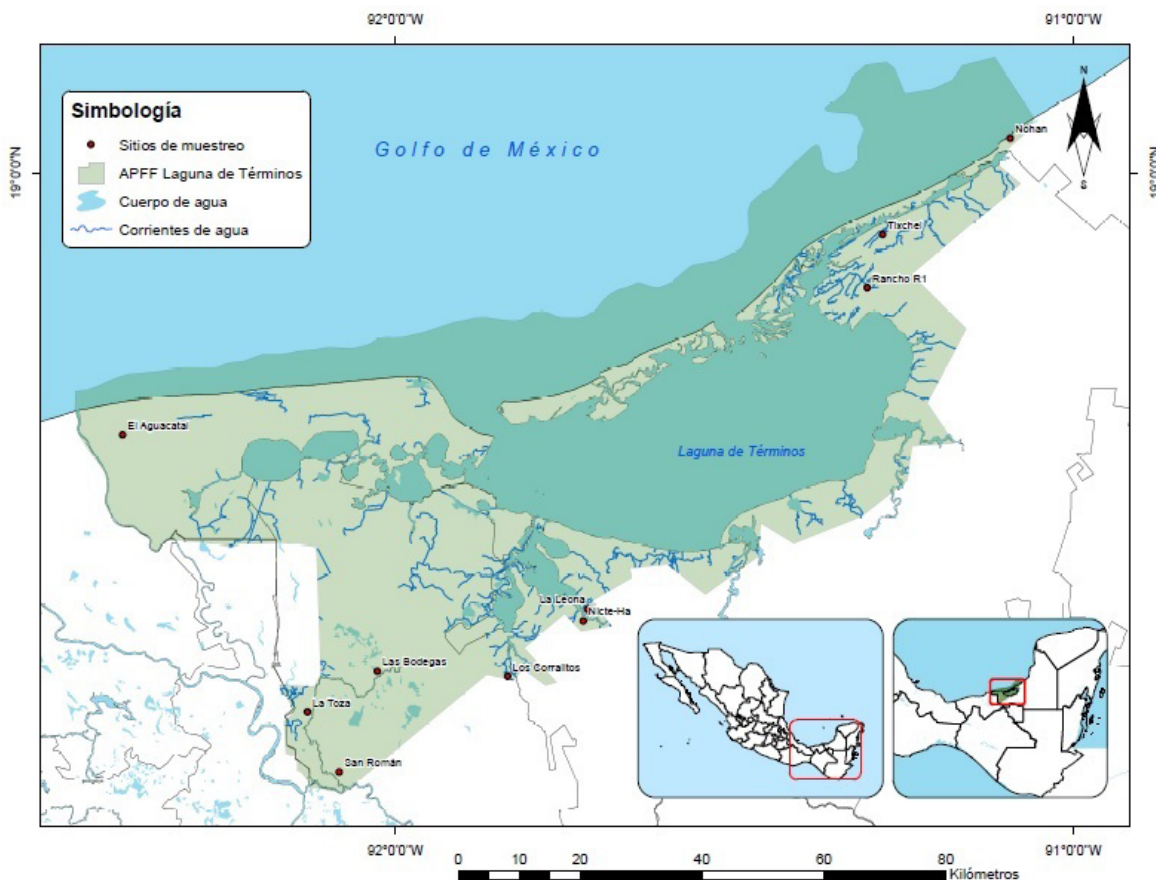 92°0'0"W
91°0'0"W
Simbología
Sitios de muestreo
APFF Laguna de Términos
Cuerpo de agua
Corrientes de agua
Golfo de México
N
S
19°0'0"N
19°0'0"N
Nohan
Tixchel
Rancho R1
El Aguacatal
Laguna de Términos
La Leona
Nicte-Ha
Las Bodegas
Los Corralitos
La Toza
San Román
92°0'0"W
91°0'0"W
0 10 20 40 60 80
Kilómetros